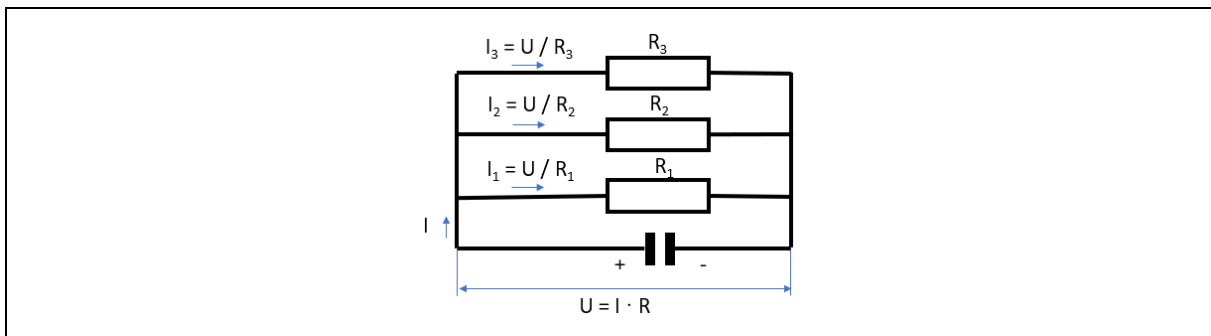 I₃ = U / R₃
R₃
I₂ = U / R₂
R₂
I₁ = U / R₁
R₁
I
+ -
U = I · R